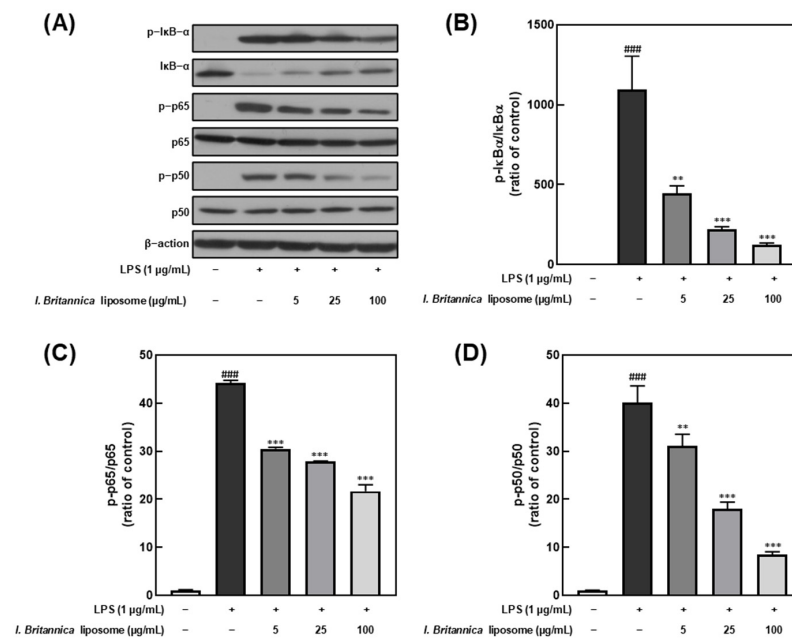 (A)
p-IκB-α
IκB-α
p-p65
p65
p-p50
p50
β-action
LPS (1 µg/mL) – + + + +
I. Britannica liposome (µg/mL) – – 5 25 100
(B)
p-IκBα/IκBα
(ratio of control)
1500
1000
500
0
###
**
***
***
LPS (1 µg/mL) – + + + +
I. Britannica liposome (µg/mL) – – 5 25 100
(C)
p-p65/p65
(ratio of control)
50
40
30
20
10
0
###
***
***
***
LPS (1 µg/mL) – + + + +
I. Britannica liposome (µg/mL) – – 5 25 100
(D)
p-p50/p50
(ratio of control)
50
40
30
20
10
0
###
**
***
***
LPS (1 µg/mL) – + + + +
I. Britannica liposome (µg/mL) – – 5 25 100